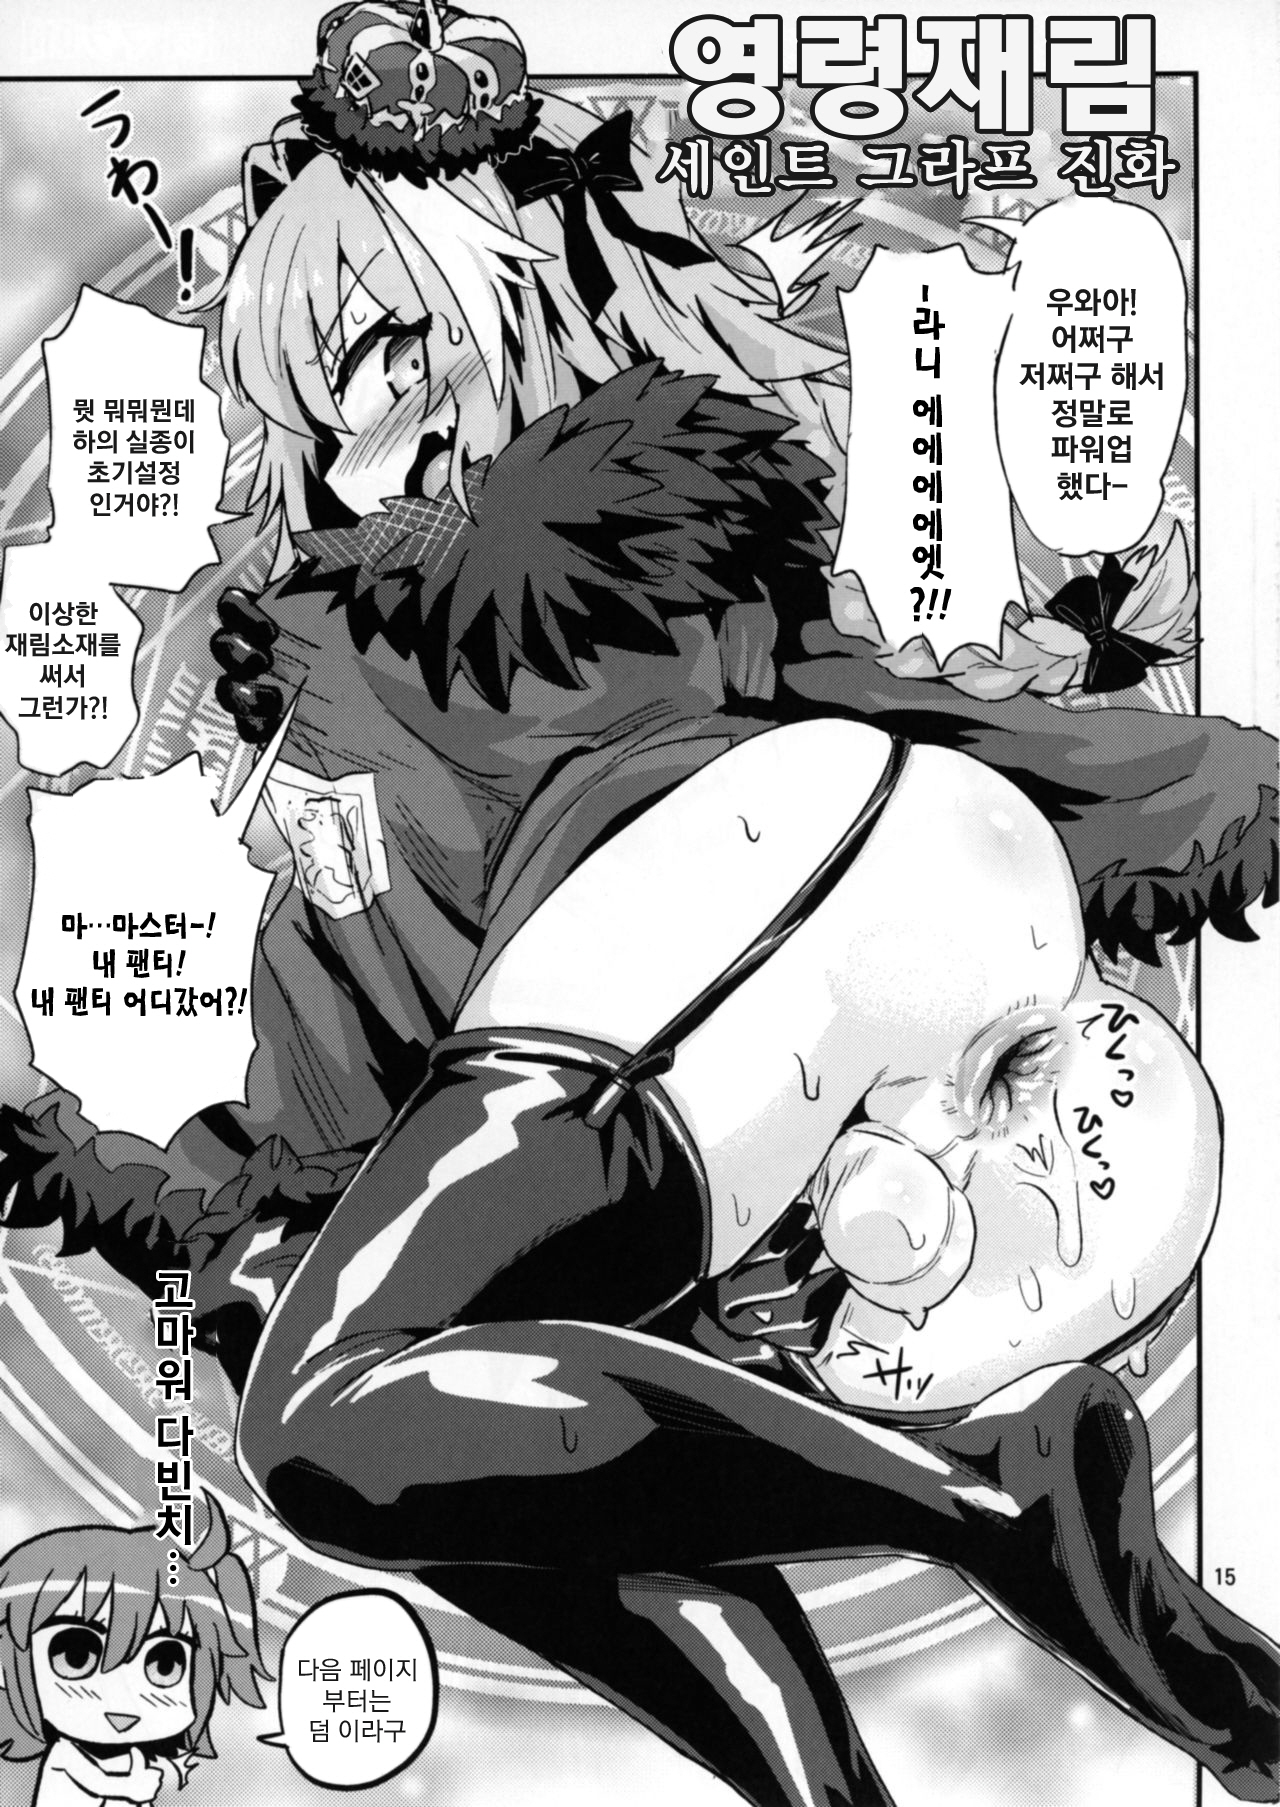 영령재림
세인트 그라프 진화
우와아!
어쩌구
저쩌구 해서
정말로
파워업
했다-
-라니 에에에에엣?!!
うわー!
뭣 뭐뭐뭔데
하의 실종이
초기설정
인거야?!
이상한
재림소재를
써서
그런가?!
마…마스터-!
내 팬티!
내 팬티 어디갔어?!
ひくっ♡
ひくっ♡
고마워 다빈치…
다음 페이지
부터는
덤 이라구
15